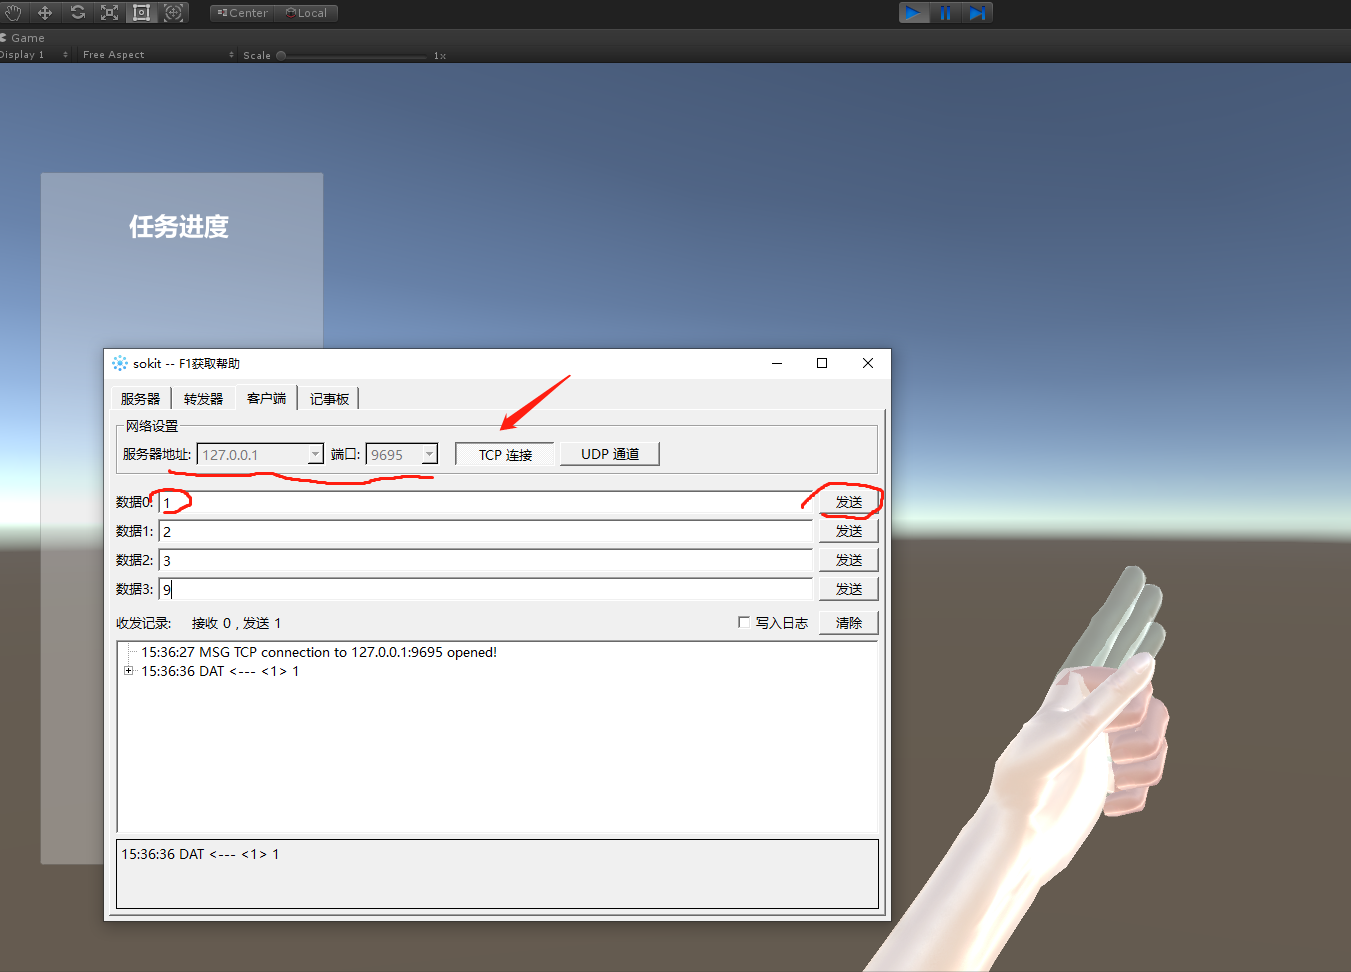 Center Local
Game
Display 1 Free Aspect Scale 1x
任务进度
sokit -- F1获取帮助
服务器 转发器 客户端 记事板
网络设置
服务器地址: 127.0.0.1 端口: 9695 TCP 连接 UDP 通道
数据0: 1 发送
数据1: 2 发送
数据2: 3 发送
数据3: 9 发送
收发记录: 接收 0 , 发送 1 写入日志 清除
15:36:27 MSG TCP connection to 127.0.0.1:9695 opened!
15:36:36 DAT <--- <1> 1
15:36:36 DAT <--- <1> 1